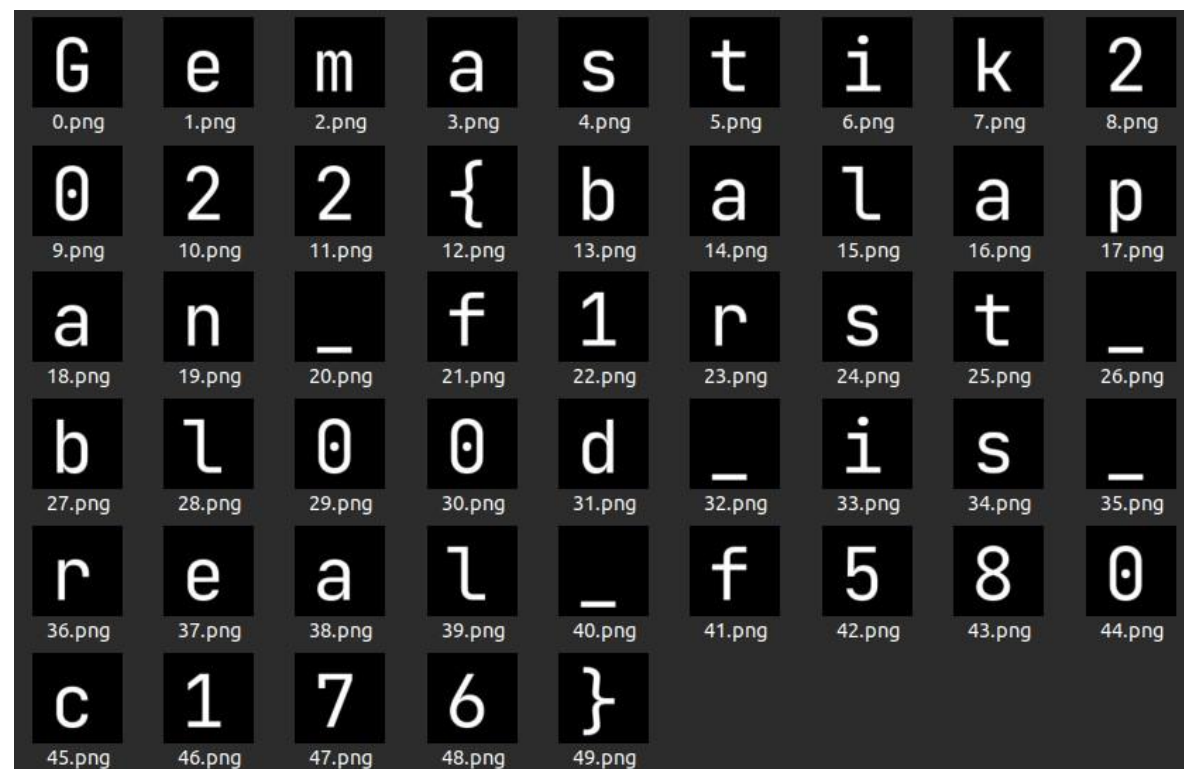 G e m a s t i k 2
0.png 1.png 2.png 3.png 4.png 5.png 6.png 7.png 8.png
0 2 2 { b a l a p
9.png 10.png 11.png 12.png 13.png 14.png 15.png 16.png 17.png
a n _ f 1 r s t _
18.png 19.png 20.png 21.png 22.png 23.png 24.png 25.png 26.png
b l 0 0 d _ i s _
27.png 28.png 29.png 30.png 31.png 32.png 33.png 34.png 35.png
r e a l _ f 5 8 0
36.png 37.png 38.png 39.png 40.png 41.png 42.png 43.png 44.png
c 1 7 6 }
45.png 46.png 47.png 48.png 49.png